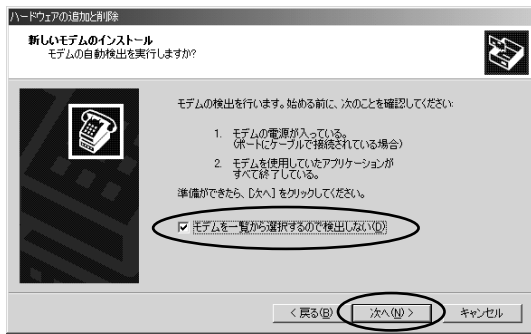 ハードウェアの追加と削除
新しいモデムのインストール
モデムの自動検出を実行しますか?
モデムの検出を行います。始める前に、次のことを確認してください:
1. モデムの電源が入っている。
(ポートにケーブルで接続されている場合)
2. モデムを使用していたアプリケーションが
すべて終了している。
準備ができたら、[次へ] をクリックしてください。
モデムを一覧から選択するので検出しない(D)
< 戻る(B) 次へ(N) > キャンセル